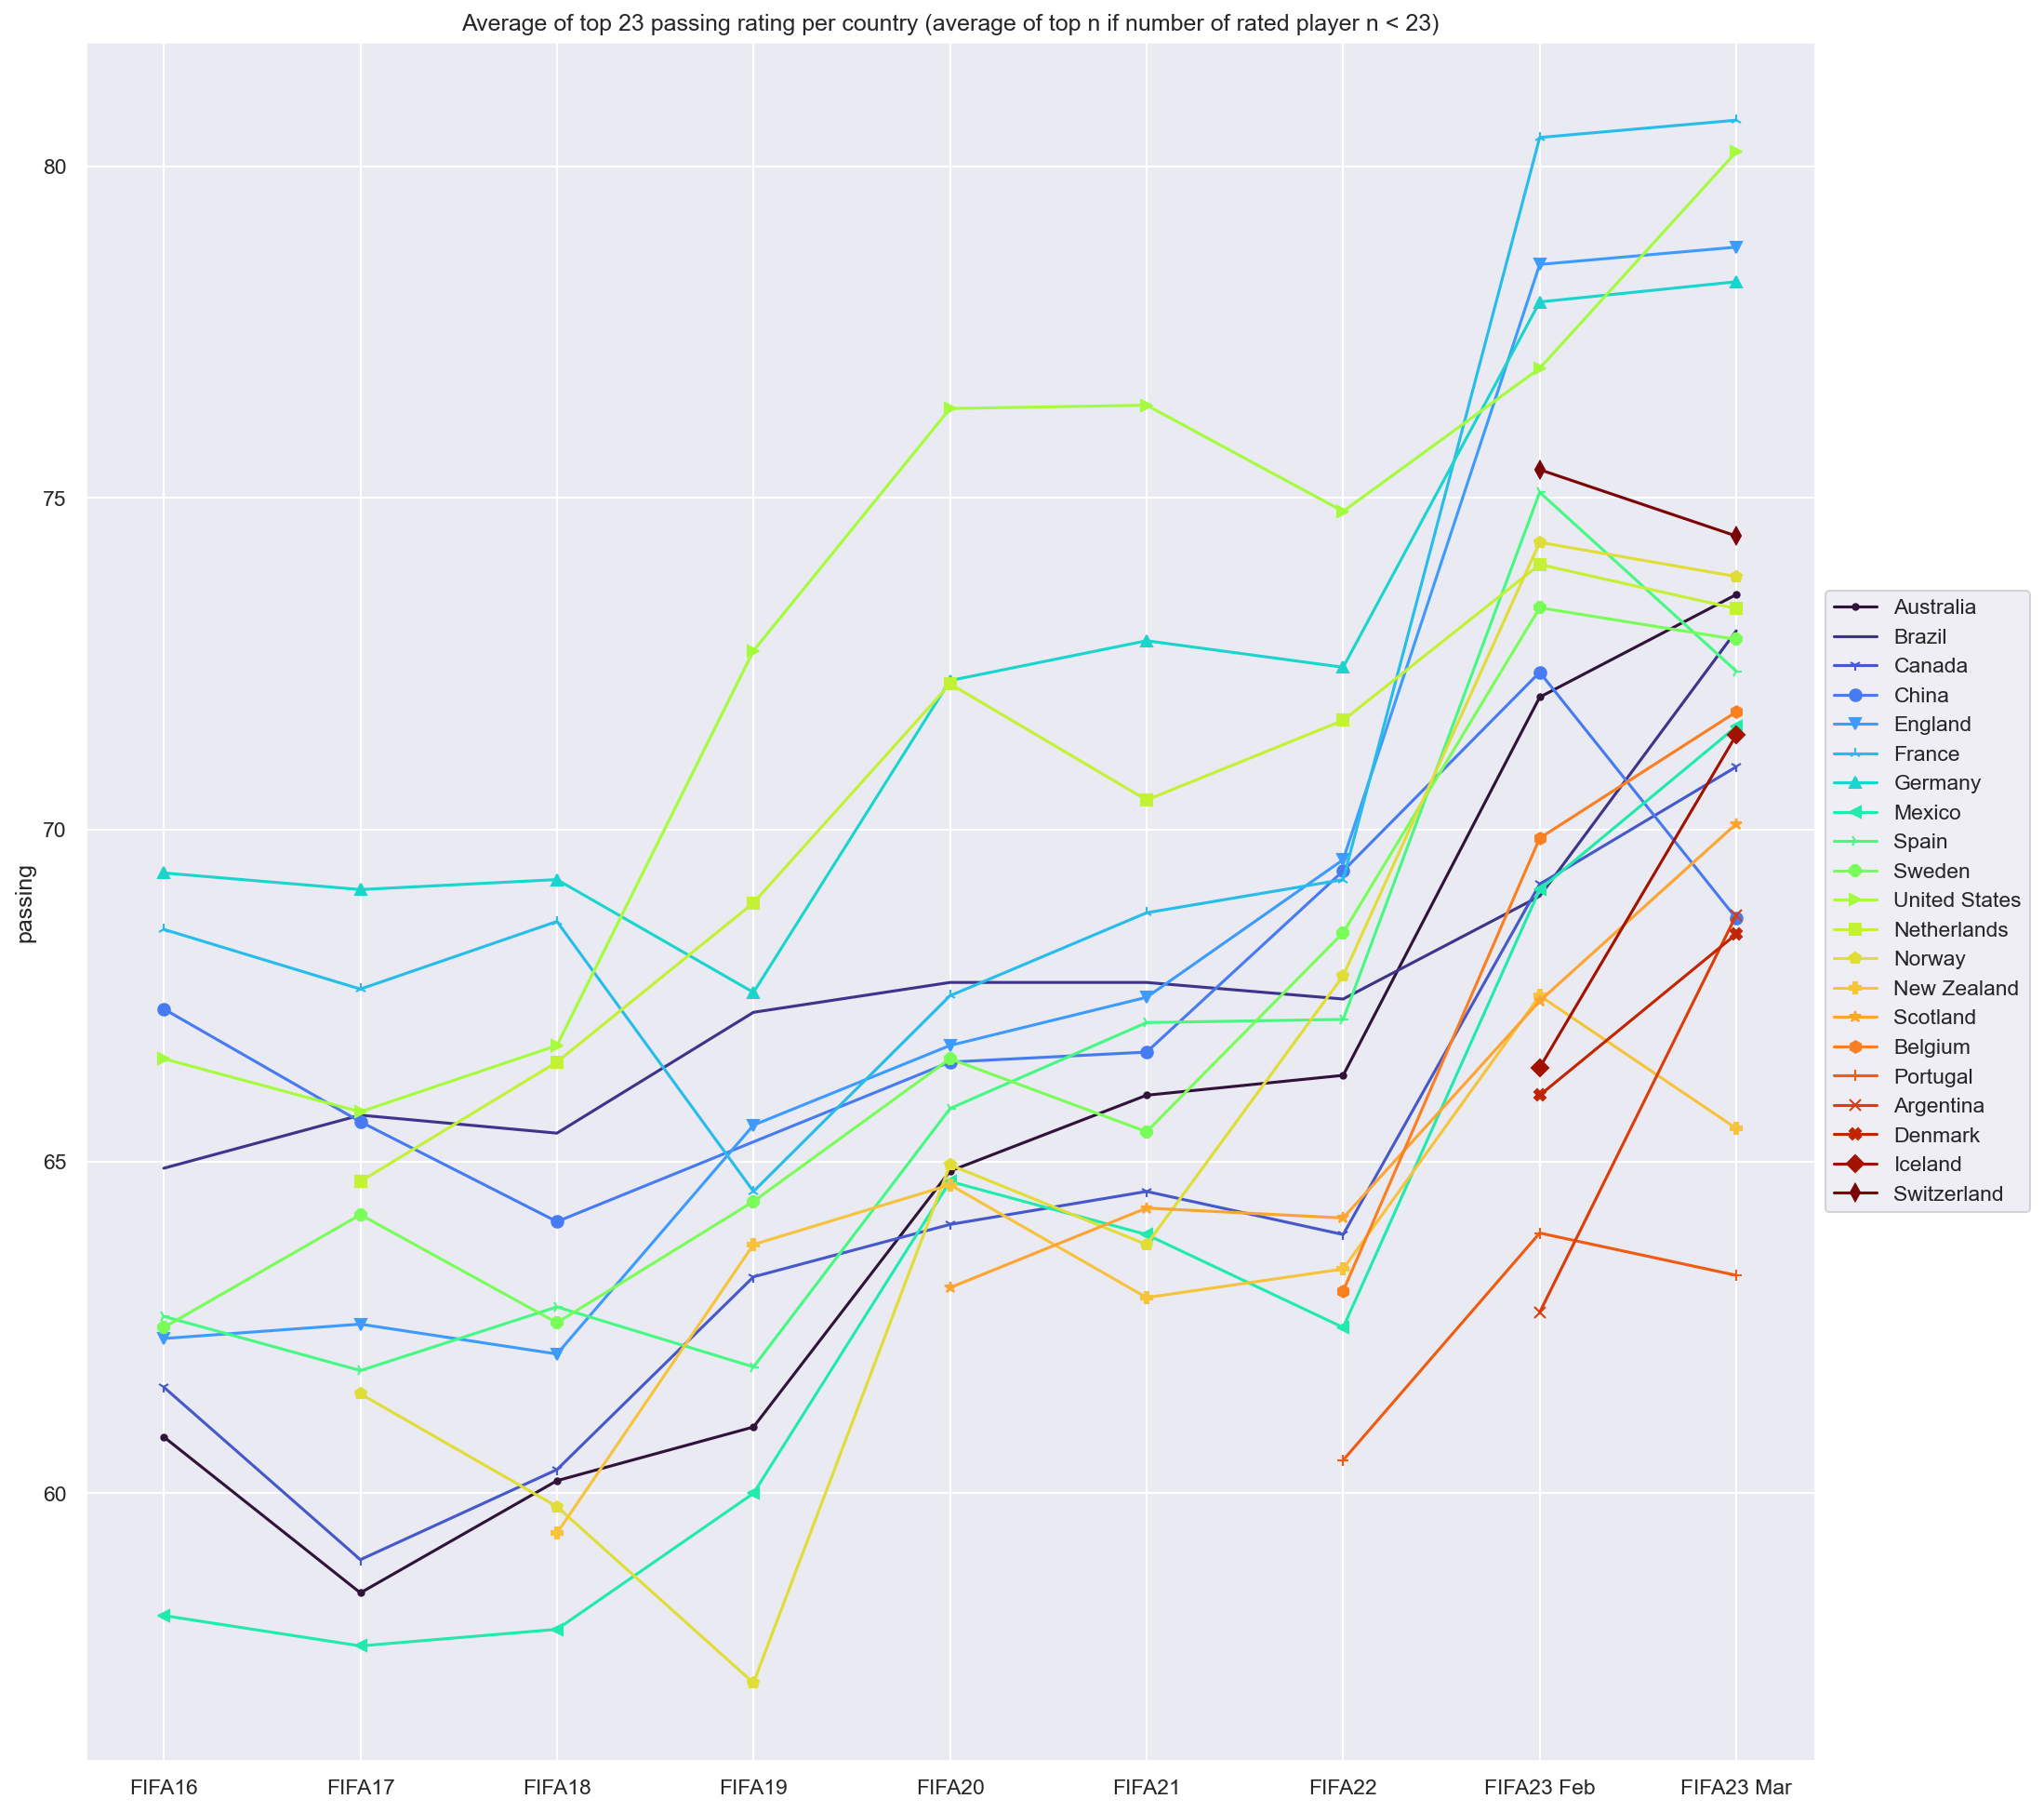 Average of top 23 passing rating per country (average of top n if number of rated player n < 23)
passing
80
75
70
65
60
FIFA16
FIFA17
FIFA18
FIFA19
FIFA20
FIFA21
FIFA22
FIFA23 Feb
FIFA23 Mar
Australia
Brazil
Canada
China
England
France
Germany
Mexico
Spain
Sweden
United States
Netherlands
Norway
New Zealand
Scotland
Belgium
Portugal
Argentina
Denmark
Iceland
Switzerland